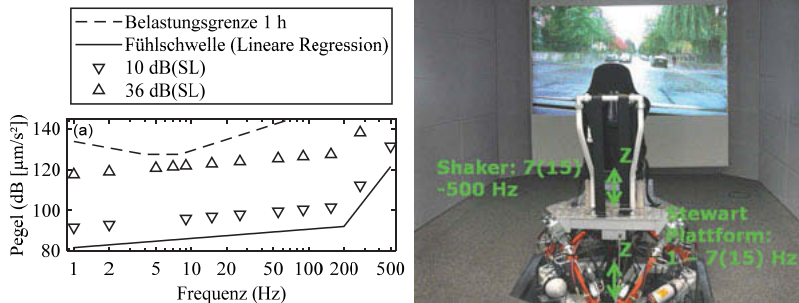 Belastungsgrenze 1 h
Fühlschwelle (Lineare Regression)
10 dB(SL)
36 dB(SL)
(a)
Pegel (dB [µm/s²])
140
120
100
80
1 2 5 10 20 50 100 200 500
Frequenz (Hz)
Z
Shaker: 7(15)
-500 Hz
Stewart
Plattform:
1 - 7(15) Hz
Z